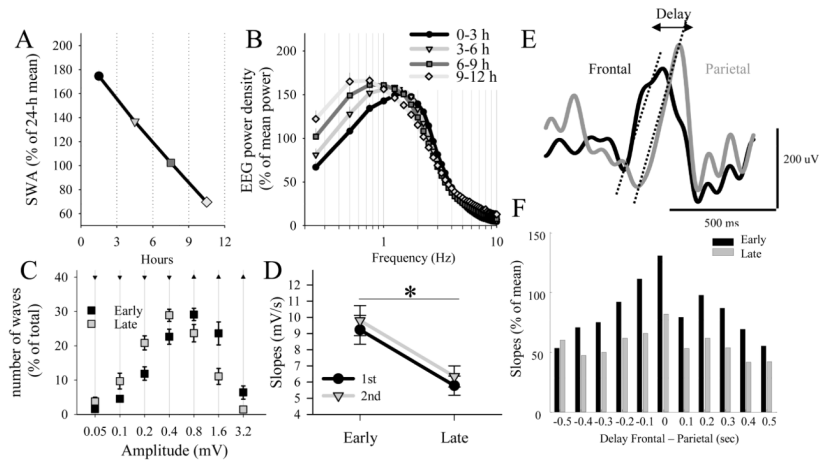 A
SWA (% of 24-h mean)
180
160
140
120
100
80
60
0 3 6 9 12
Hours
B
0-3 h
3-6 h
6-9 h
9-12 h
EEG power density
(% of mean power)
200
150
100
50
0
1 10
Frequency (Hz)
E
Delay
Frontal
Parietal
200 uV
500 ms
C
Early
Late
number of waves
(% of total)
40
30
20
10
0
0.05 0.1 0.2 0.4 0.8 1.6 3.2
Amplitude (mV)
D
*
Slopes (mV/s)
11
10
9
8
7
6
5
4
1st
2nd
Early Late
F
Early
Late
Slopes (% of mean)
150
100
50
0
-0.5 -0.4 -0.3 -0.2 -0.1 0 0.1 0.2 0.3 0.4 0.5
Delay Frontal – Parietal (sec)